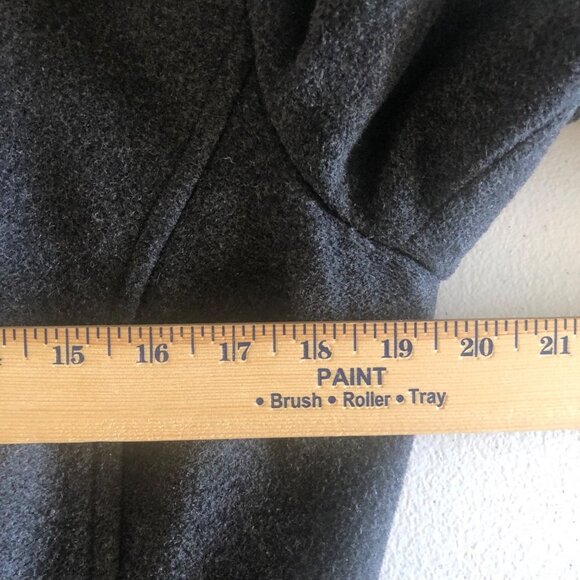 15 16 17 18 19 20 21
PAINT
• Brush • Roller • Tray